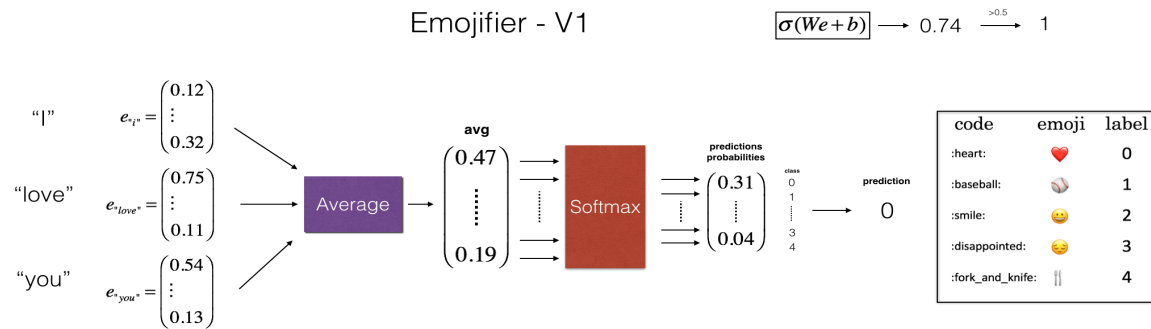 Emojifier - V1
σ(We+b) 0.74 >0.5 1
“I”
e"i" = 0.12 ⋮ 0.32
“love”
e"love" = 0.75 ⋮ 0.11
“you”
e"you" = 0.54 ⋮ 0.13
Average
avg
0.47
⋮
0.19
Softmax
predictions
probabilities
0.31
⋮
0.04
class
0
1
⋮
3
4
prediction
0
code emoji label
:heart: ❤️ 0
:baseball: ⚾ 1
:smile: 😀 2
:disappointed: 😔 3
:fork_and_knife: 🍴 4